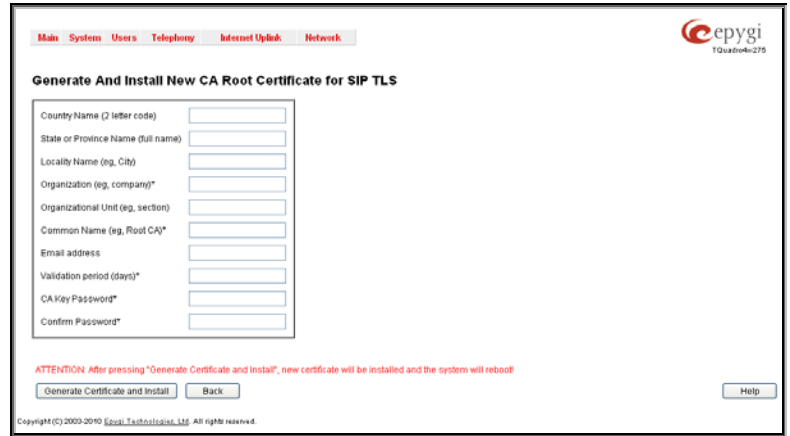 Main System Users Telephony Internet Uplink Network
epygi
TQuadro4=275
Generate And Install New CA Root Certificate for SIP TLS
Country Name (2 letter code)
State or Province Name (full name)
Locality Name (eg, City)
Organization (eg, company)*
Organizational Unit (eg, section)
Common Name (eg, Root CA)*
Email address
Validation period (days)*
CA Key Password*
Confirm Password*
ATTENTION: After pressing "Generate Certificate and Install", new certificate will be installed and the system will reboot!
Generate Certificate and Install Back Help
Copyright (C) 2003-2010 Epygi Technologies, Ltd. All rights reserved.